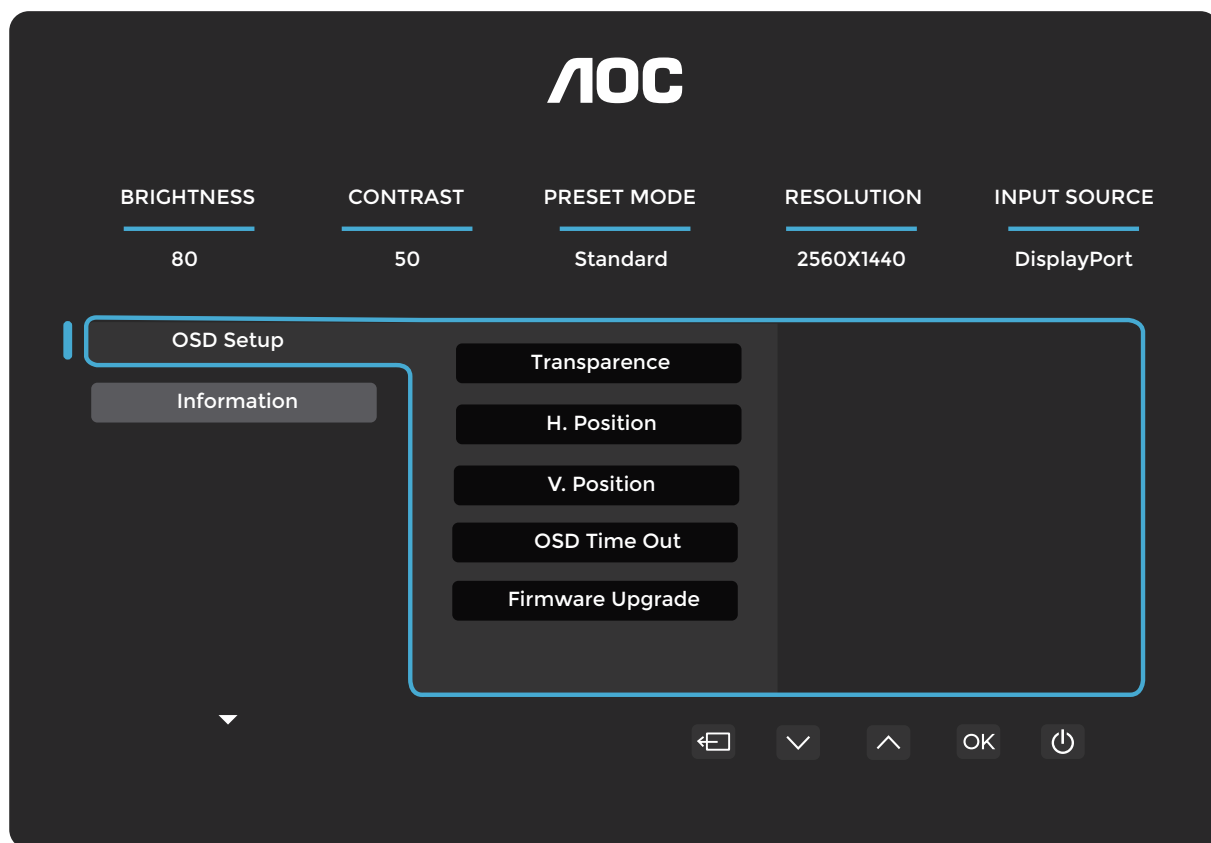 AOC
BRIGHTNESS CONTRAST PRESET MODE RESOLUTION INPUT SOURCE
80 50 Standard 2560X1440 DisplayPort
OSD Setup
Information
Transparence
H. Position
V. Position
OSD Time Out
Firmware Upgrade
OK